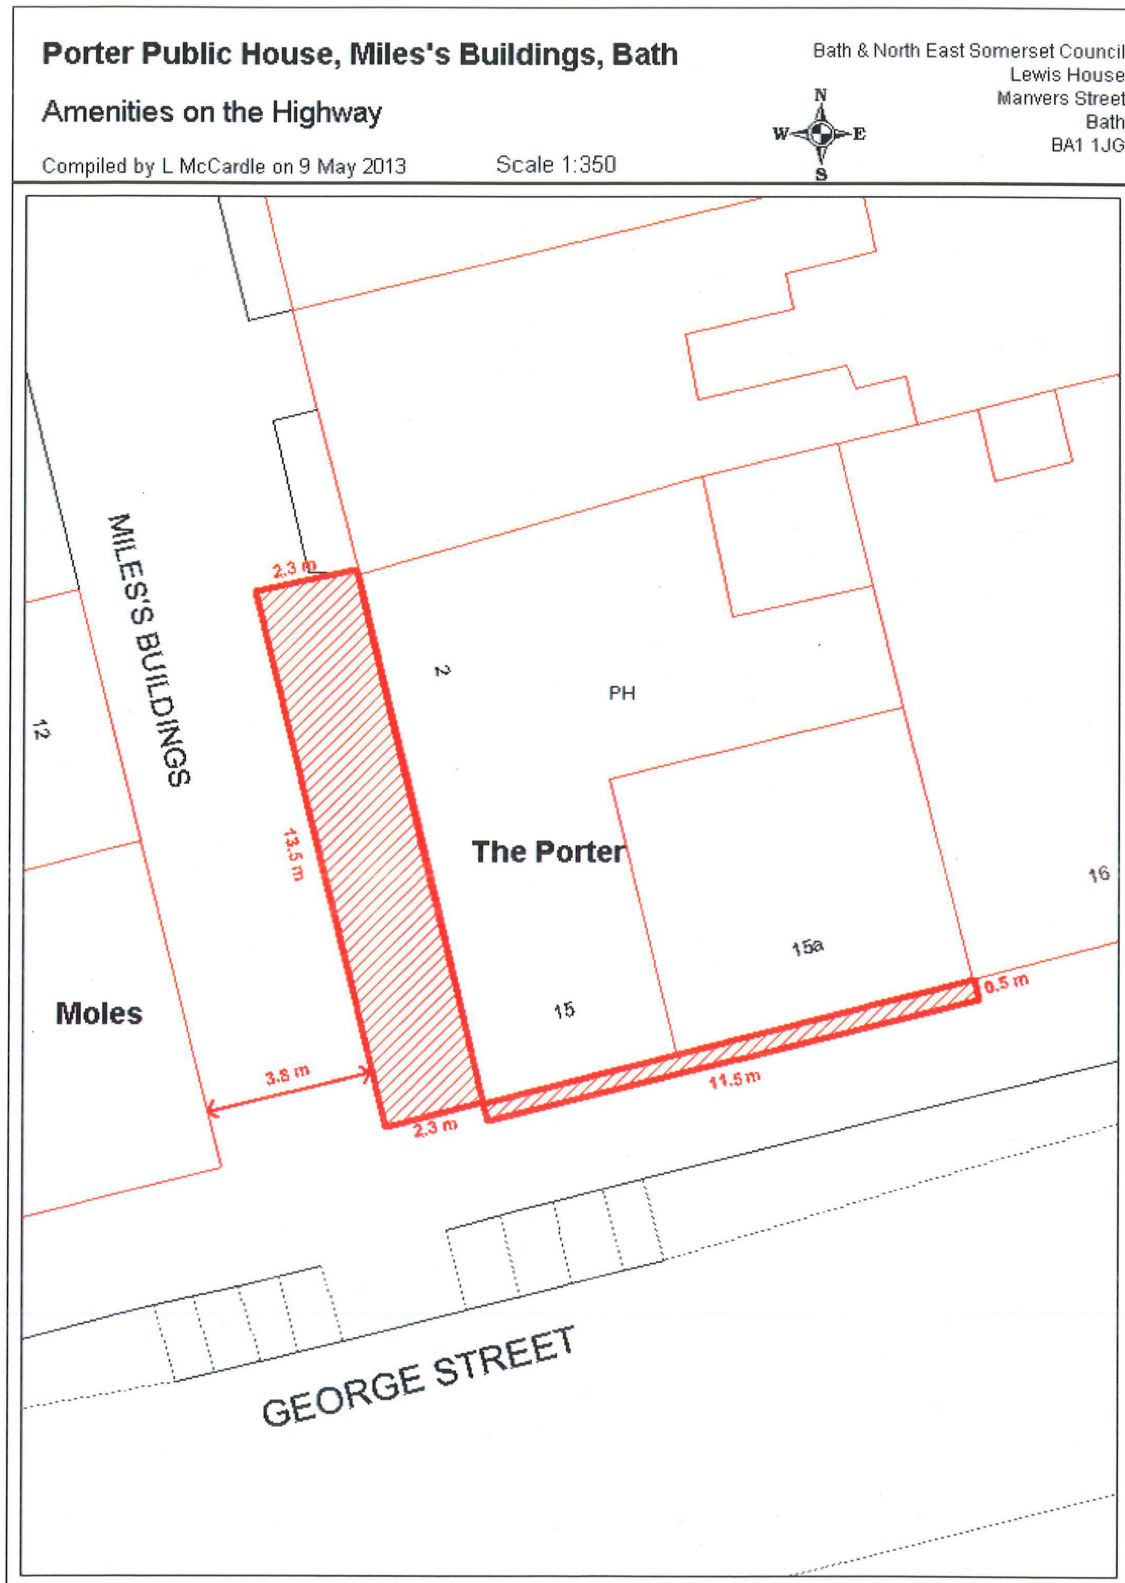 Porter Public House, Miles's Buildings, Bath
Amenities on the Highway
Compiled by L McCardle on 9 May 2013
Scale 1:350
N
W E
S
Bath & North East Somerset Council
Lewis House
Manvers Street
Bath
BA1 1JG
MILES'S BUILDINGS
2.3 m
2
PH
12
13.5 m
The Porter
16
15a
Moles
15
0.5 m
3.8 m
11.5 m
2.3 m
GEORGE STREET